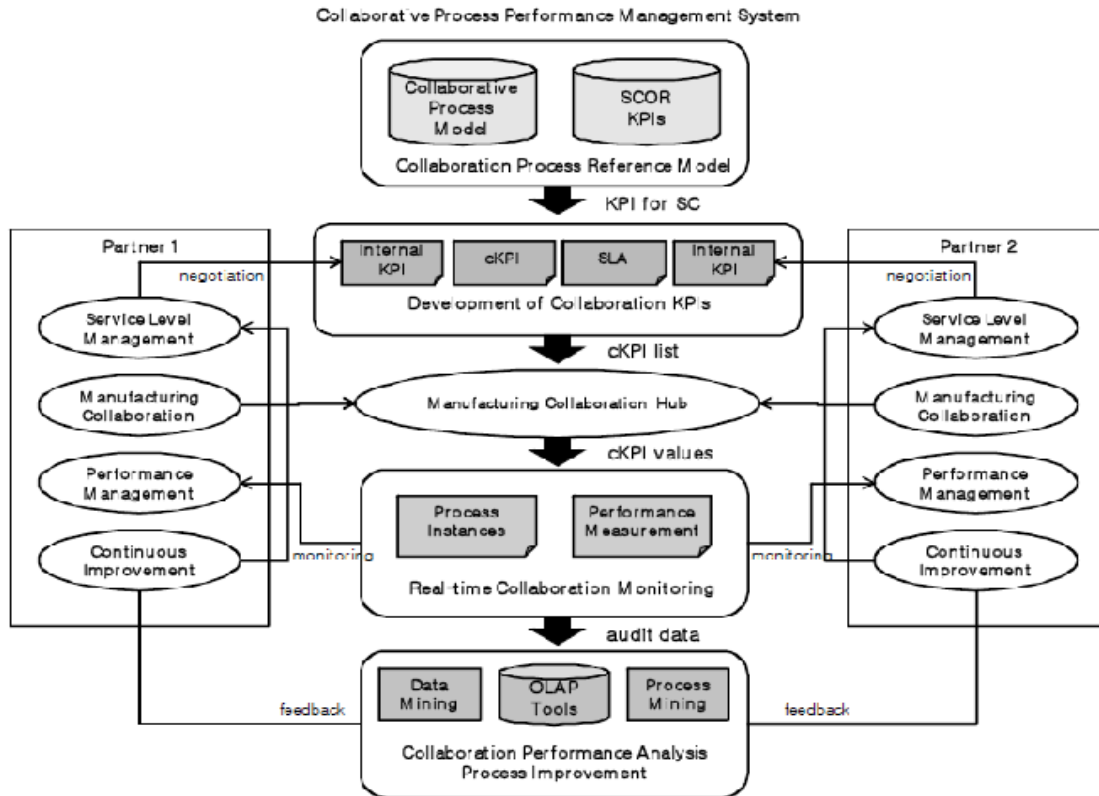 Collaborative Process Performance Management System
Collaborative
Process
Model
SCOR
KPIs
Collaboration Process Reference Model
KPI for SC
Partner 1
negotiation
Service Level
Management
Manufacturing
Collaboration
Performance
Management
Continuous
Improvement
Internal
KPI
cKPI
SLA
Internal
KPI
Development of Collaboration KPIs
cKPI list
Manufacturing Collaboration Hub
cKPI values
Process
Instances
Performance
Measurement
monitoring
monitoring
Real-time Collaboration Monitoring
audit data
Partner 2
negotiation
Service Level
Management
Manufacturing
Collaboration
Performance
Management
Continuous
Improvement
Data
Mining
OLAP
Tools
Process
Mining
feedback
feedback
Collaboration Performance Analysis
Process Improvement